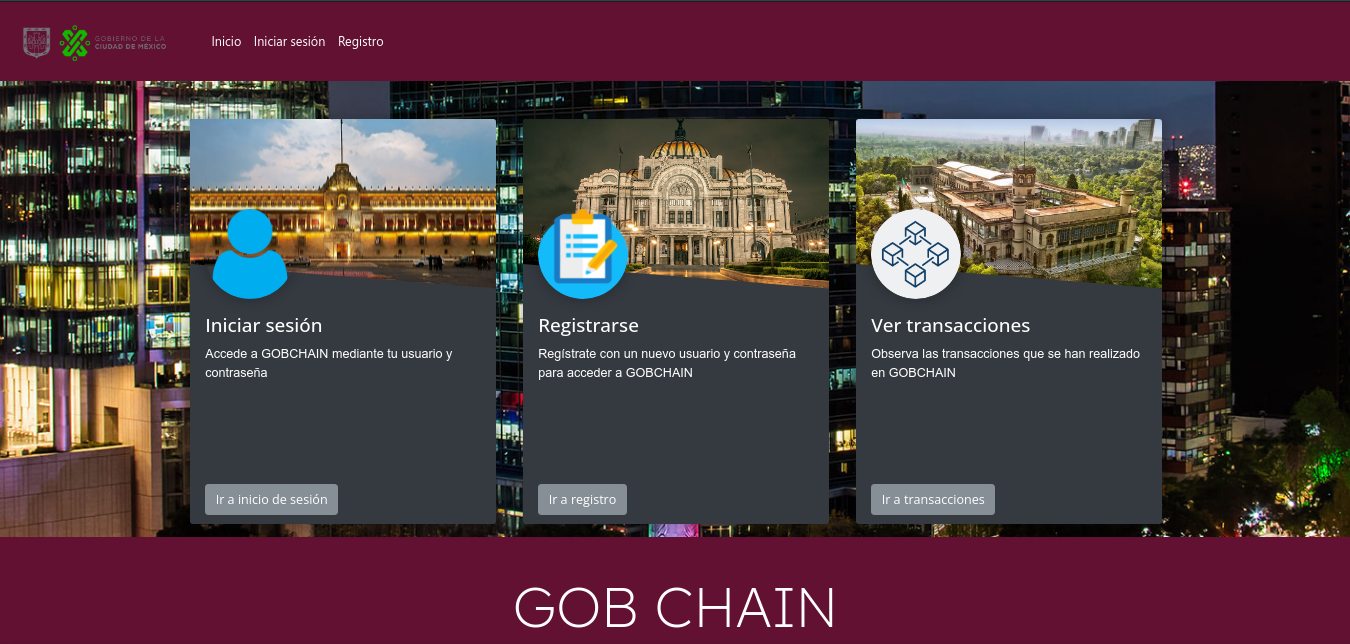 GOBIERNO DE LA
CIUDAD DE MÉXICO
Inicio Iniciar sesión Registro
Iniciar sesión
Accede a GOBCHAIN mediante tu usuario y
contraseña
Ir a inicio de sesión
Registrarse
Regístrate con un nuevo usuario y contraseña
para acceder a GOBCHAIN
Ir a registro
Ver transacciones
Observa las transacciones que se han realizado
en GOBCHAIN
Ir a transacciones
GOB CHAIN